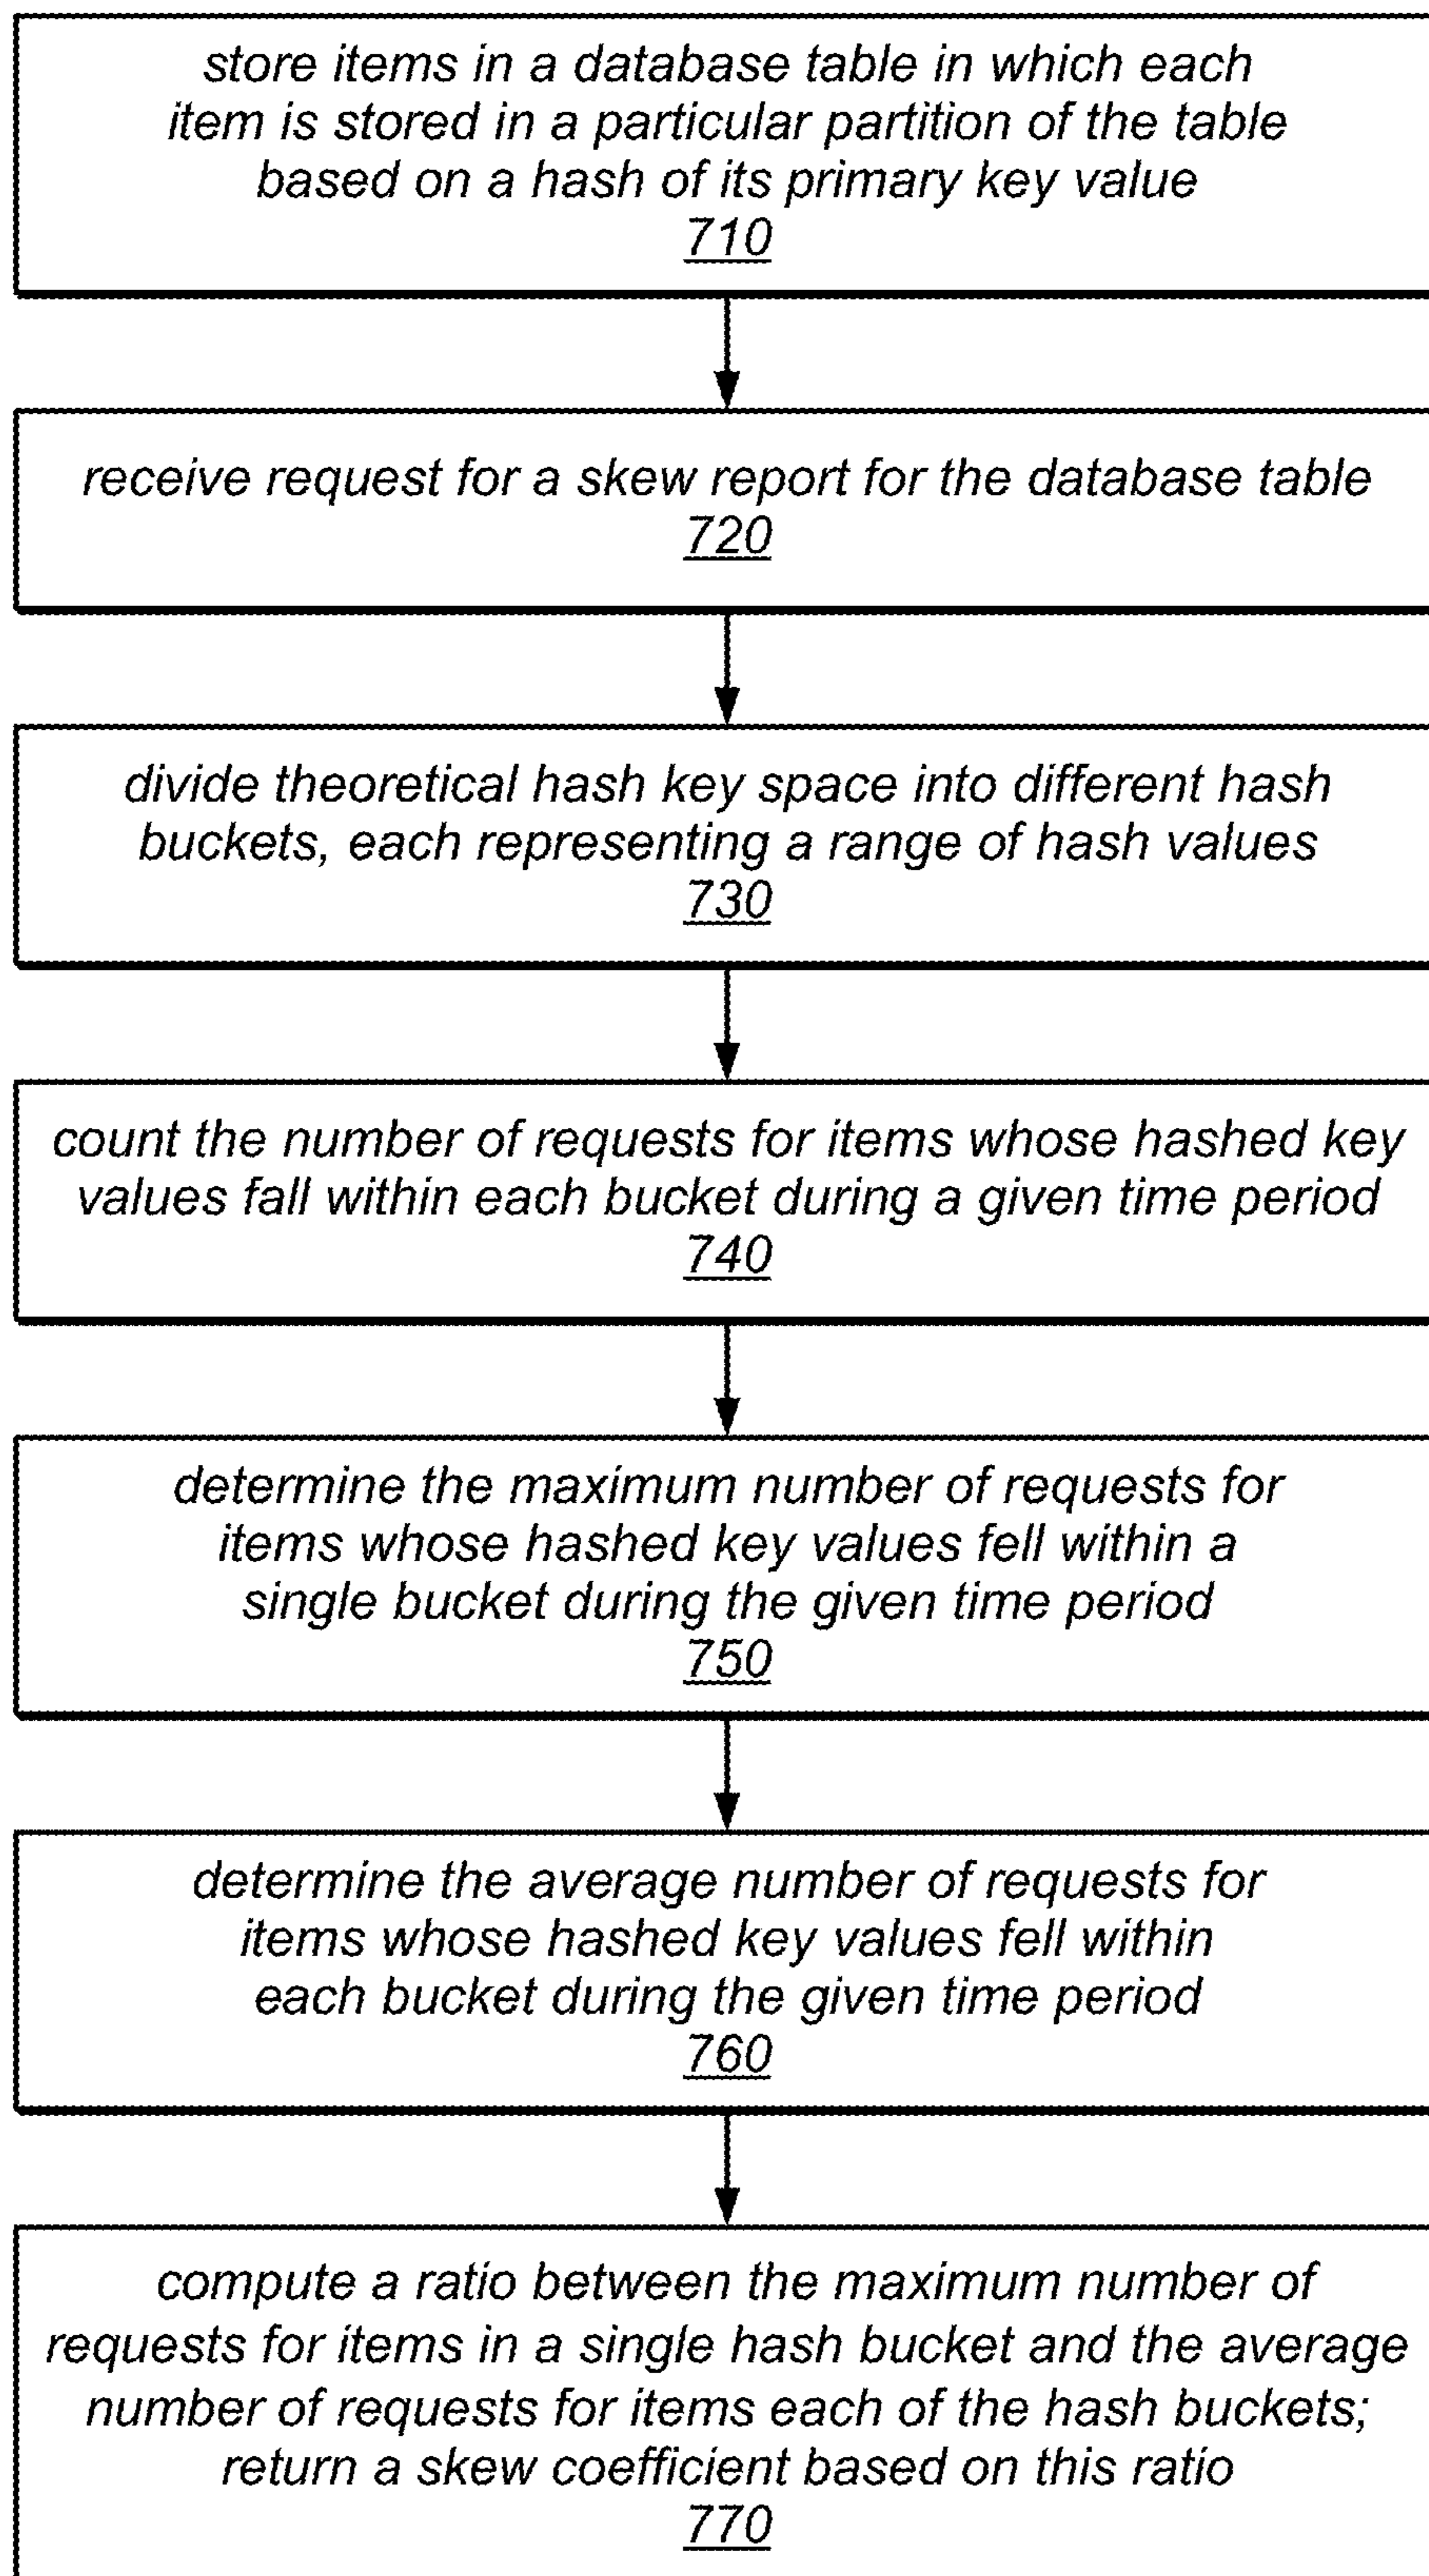 store items in a database table in which each
item is stored in a particular partition of the table
based on a hash of its primary key value
710
receive request for a skew report for the database table
720
divide theoretical hash key space into different hash
buckets, each representing a range of hash values
730
count the number of requests for items whose hashed key
values fall within each bucket during a given time period
740
determine the maximum number of requests for
items whose hashed key values fell within a
single bucket during the given time period
750
determine the average number of requests for
items whose hashed key values fell within
each bucket during the given time period
760
compute a ratio between the maximum number of
requests for items in a single hash bucket and the average
number of requests for items each of the hash buckets;
return a skew coefficient based on this ratio
770